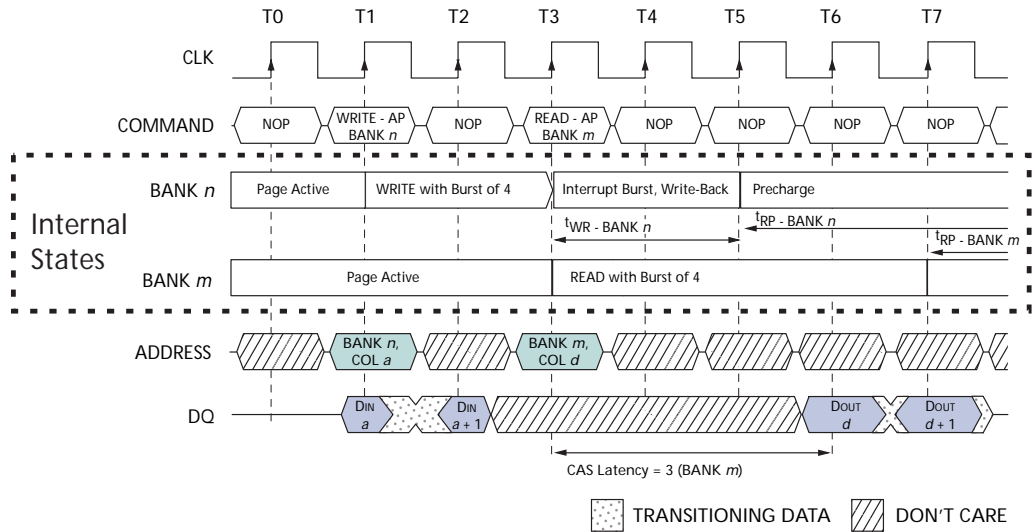 T0 T1 T2 T3 T4 T5 T6 T7
CLK
COMMAND
NOP
WRITE - AP
BANK n
NOP
READ - AP
BANK m
NOP
NOP
NOP
NOP
Internal
States
BANK n
Page Active
WRITE with Burst of 4
Interrupt Burst, Write-Back
Precharge
tWR - BANK n
tRP - BANK n
tRP - BANK m
BANK m
Page Active
READ with Burst of 4
ADDRESS
BANK n,
COL a
BANK m,
COL d
DQ
DIN
a
DIN
a + 1
DOUT
d
DOUT
d + 1
CAS Latency = 3 (BANK m)
TRANSITIONING DATA
DON'T CARE